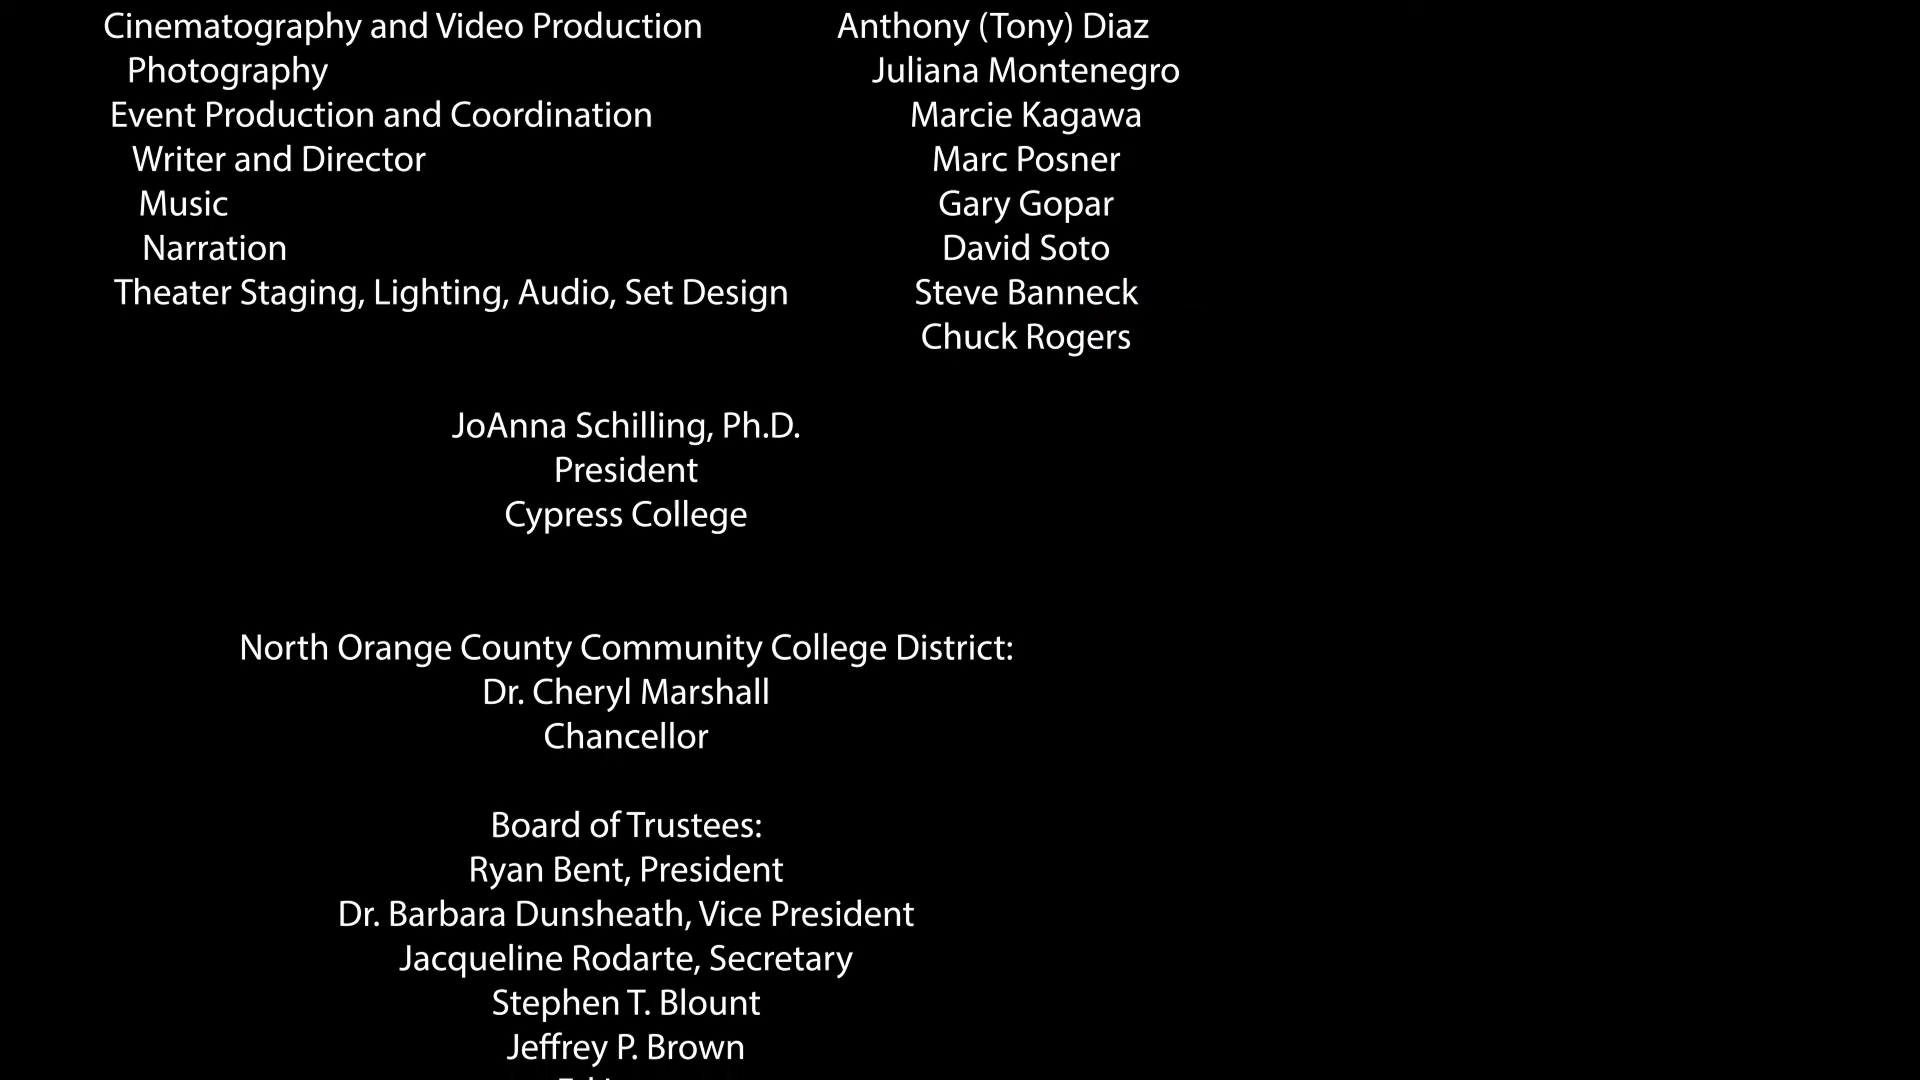 Cinematography and Video Production Anthony (Tony) Diaz
Photography Juliana Montenegro
Event Production and Coordination Marcie Kagawa
Writer and Director Marc Posner
Music Gary Gopar
Narration David Soto
Theater Staging, Lighting, Audio, Set Design Steve Banneck
Chuck Rogers
JoAnna Schilling, Ph.D.
President
Cypress College
North Orange County Community College District:
Dr. Cheryl Marshall
Chancellor
Board of Trustees:
Ryan Bent, President
Dr. Barbara Dunsheath, Vice President
Jacqueline Rodarte, Secretary
Stephen T. Blount
Jeffrey P. Brown